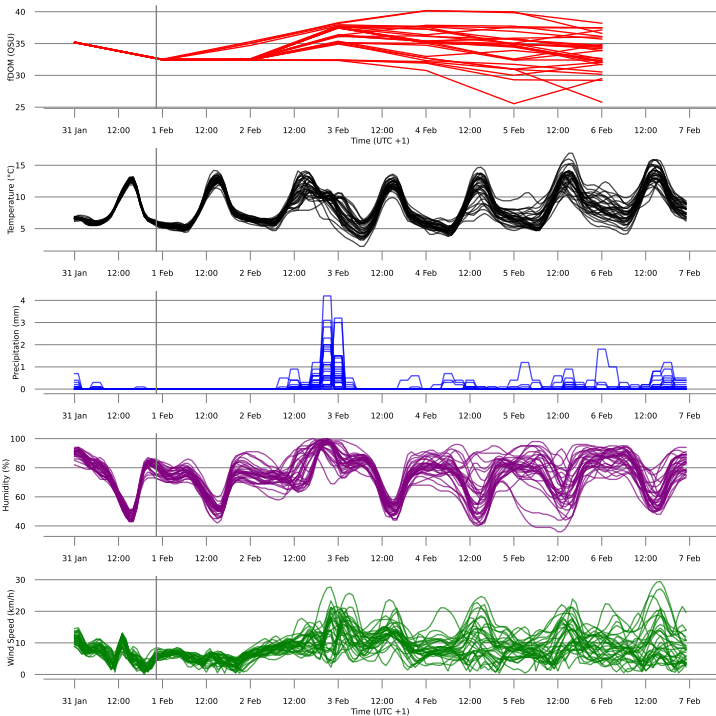 40
35
30
25
fDOM (QSU)
31 Jan 12:00 1 Feb 12:00 2 Feb 12:00 3 Feb 12:00 4 Feb 12:00 5 Feb 12:00 6 Feb 12:00 7 Feb
Time (UTC +1)
15
10
5
Temperature (°C)
31 Jan 12:00 1 Feb 12:00 2 Feb 12:00 3 Feb 12:00 4 Feb 12:00 5 Feb 12:00 6 Feb 12:00 7 Feb
4
3
2
1
0
Precipitation (mm)
31 Jan 12:00 1 Feb 12:00 2 Feb 12:00 3 Feb 12:00 4 Feb 12:00 5 Feb 12:00 6 Feb 12:00 7 Feb
100
80
60
40
Humidity (%)
31 Jan 12:00 1 Feb 12:00 2 Feb 12:00 3 Feb 12:00 4 Feb 12:00 5 Feb 12:00 6 Feb 12:00 7 Feb
30
20
10
0
Wind Speed (km/h)
31 Jan 12:00 1 Feb 12:00 2 Feb 12:00 3 Feb 12:00 4 Feb 12:00 5 Feb 12:00 6 Feb 12:00 7 Feb
Time (UTC +1)